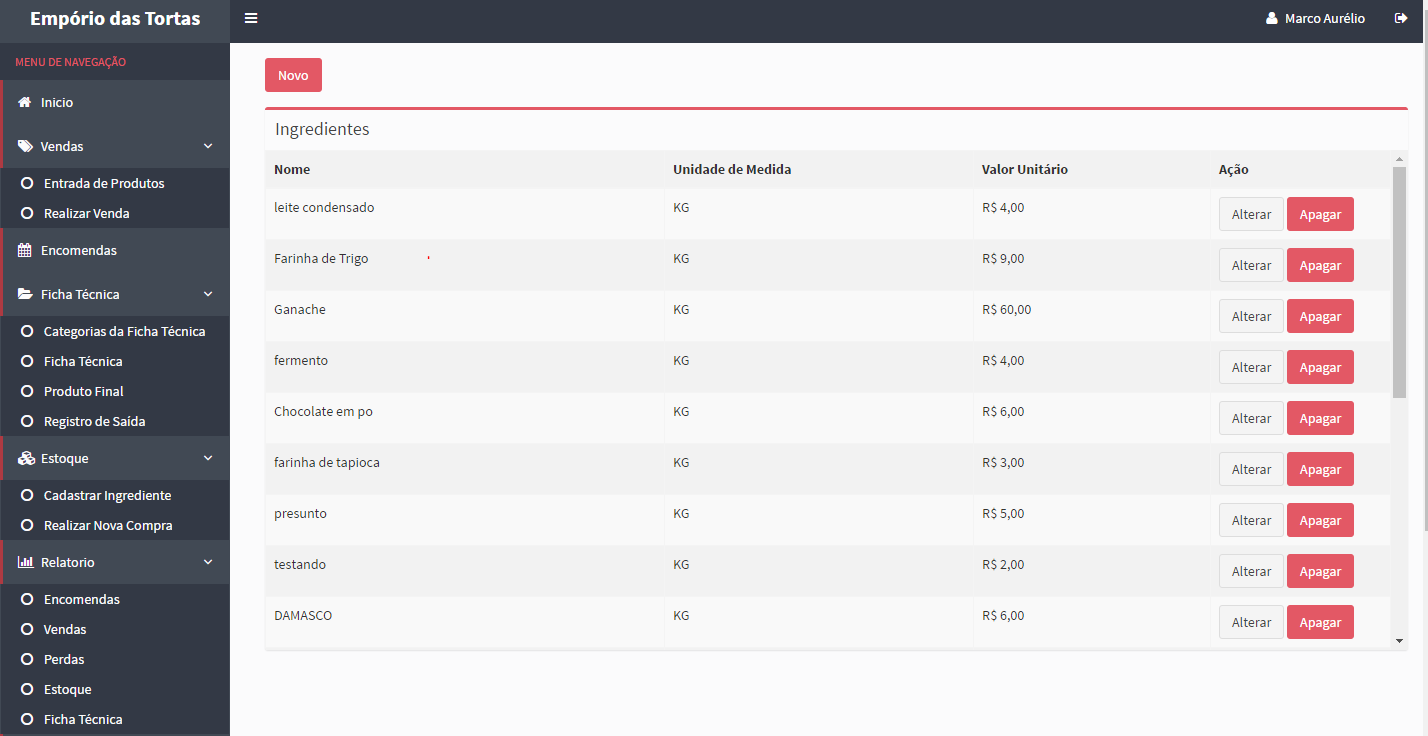 Empório das Tortas
Marco Aurélio
MENU DE NAVEGAÇÃO
Inicio
Vendas
Entrada de Produtos
Realizar Venda
Encomendas
Ficha Técnica
Categorias da Ficha Técnica
Ficha Técnica
Produto Final
Registro de Saída
Estoque
Cadastrar Ingrediente
Realizar Nova Compra
Relatorio
Encomendas
Vendas
Perdas
Estoque
Ficha Técnica
Novo
Ingredientes
Nome Unidade de Medida Valor Unitário Ação
leite condensado KG R$ 4,00 Alterar Apagar
Farinha de Trigo KG R$ 9,00 Alterar Apagar
Ganache KG R$ 60,00 Alterar Apagar
fermento KG R$ 4,00 Alterar Apagar
Chocolate em po KG R$ 6,00 Alterar Apagar
farinha de tapioca KG R$ 3,00 Alterar Apagar
presunto KG R$ 5,00 Alterar Apagar
testando KG R$ 2,00 Alterar Apagar
DAMASCO KG R$ 6,00 Alterar Apagar